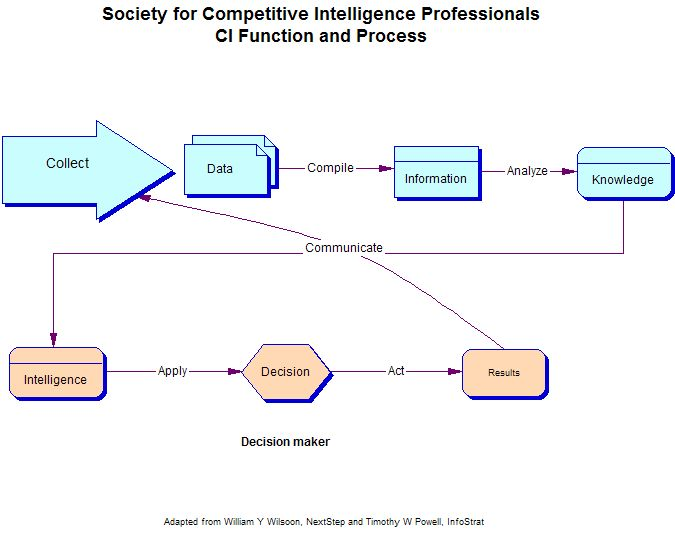 Society for Competitive Intelligence Professionals
CI Function and Process
Collect
Data
Compile
Information
Analyze
Knowledge
Communicate
Intelligence
Apply
Decision
Act
Results
Decision maker
Adapted from William Y Wilsoon, NextStep and Timothy W Powell, InfoStrat